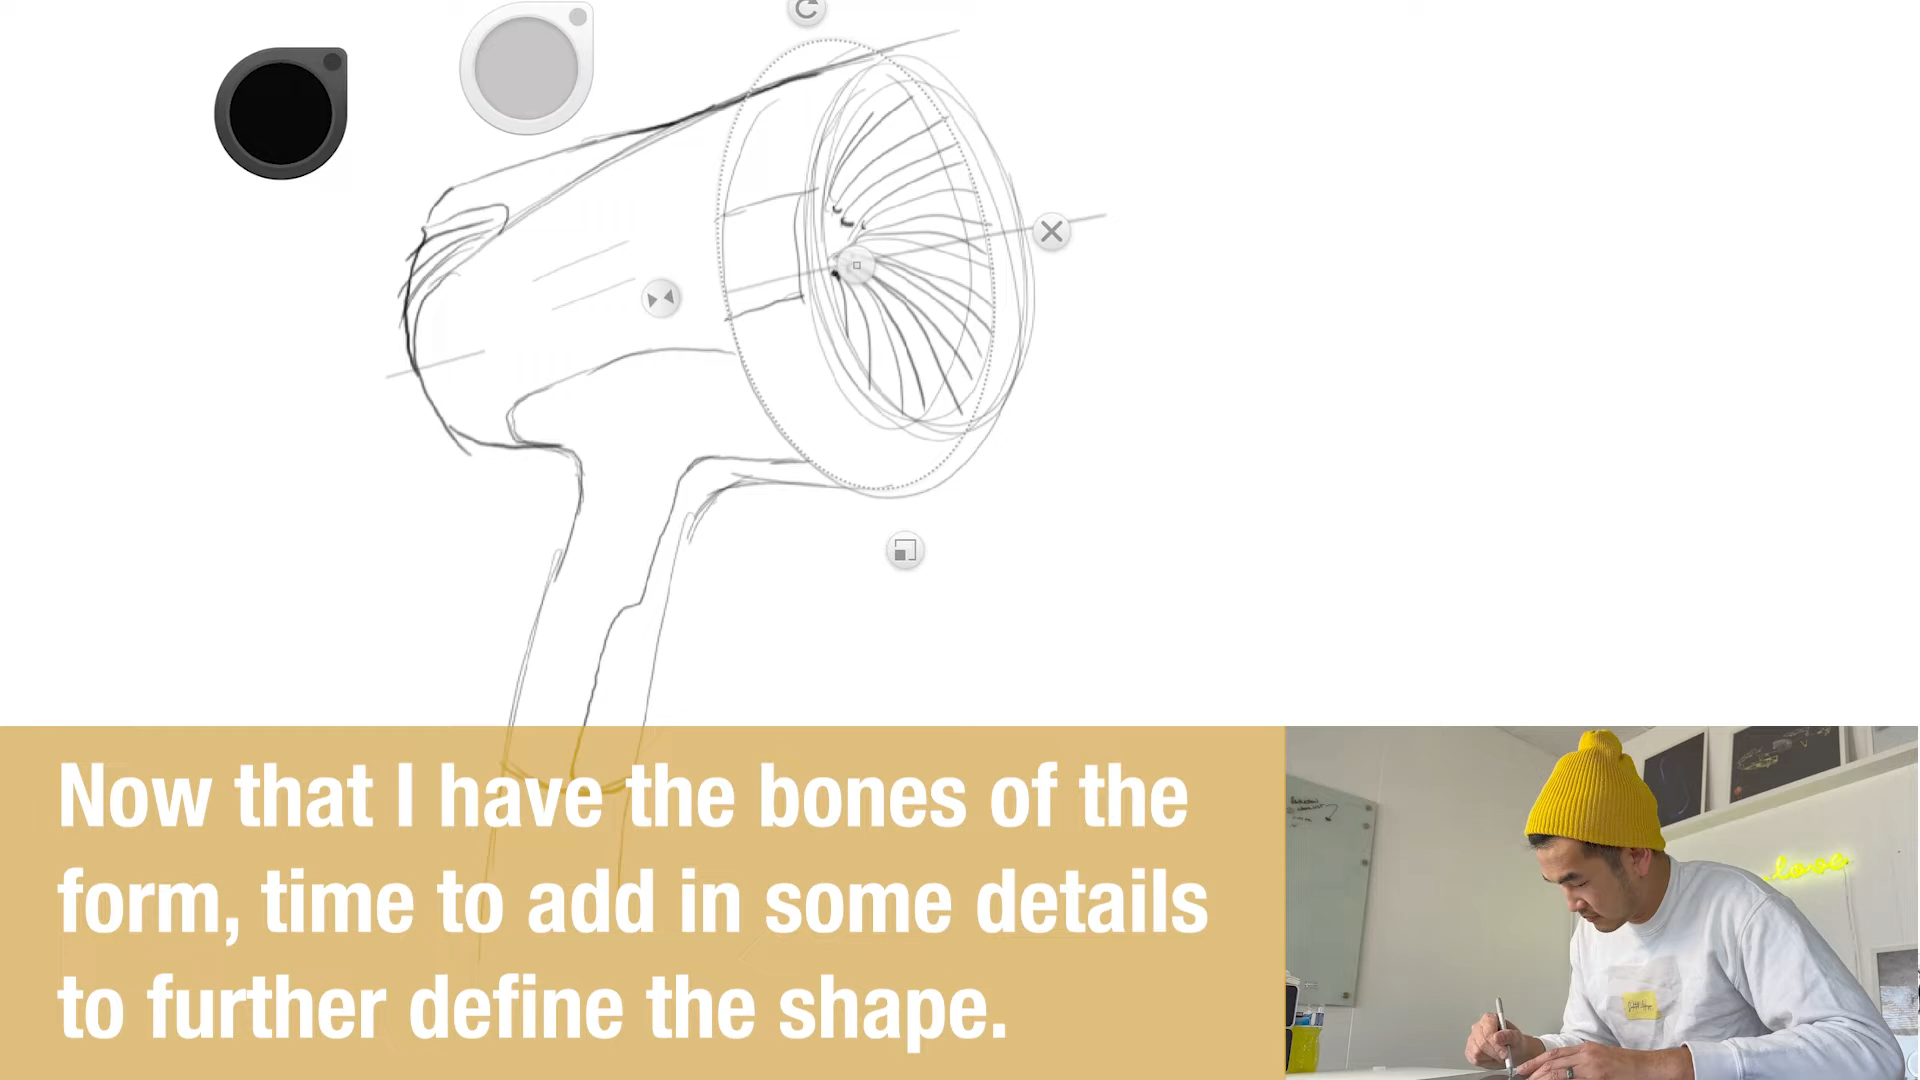 Now that I have the bones of the
form, time to add in some details
to further define the shape.
love